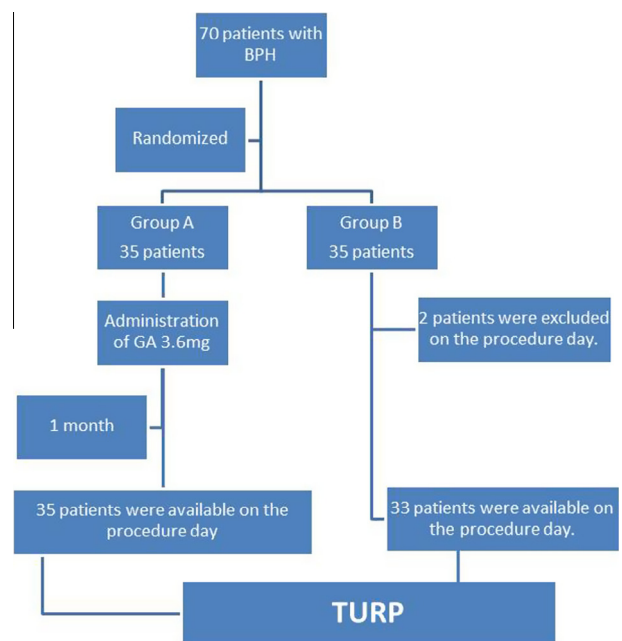 70 patients with
BPH
Randomized
Group A
35 patients
Group B
35 patients
Administration
of GA 3.6mg
2 patients were excluded
on the procedure day.
1 month
35 patients were available on the
procedure day
33 patients were available on
the procedure day.
TURP